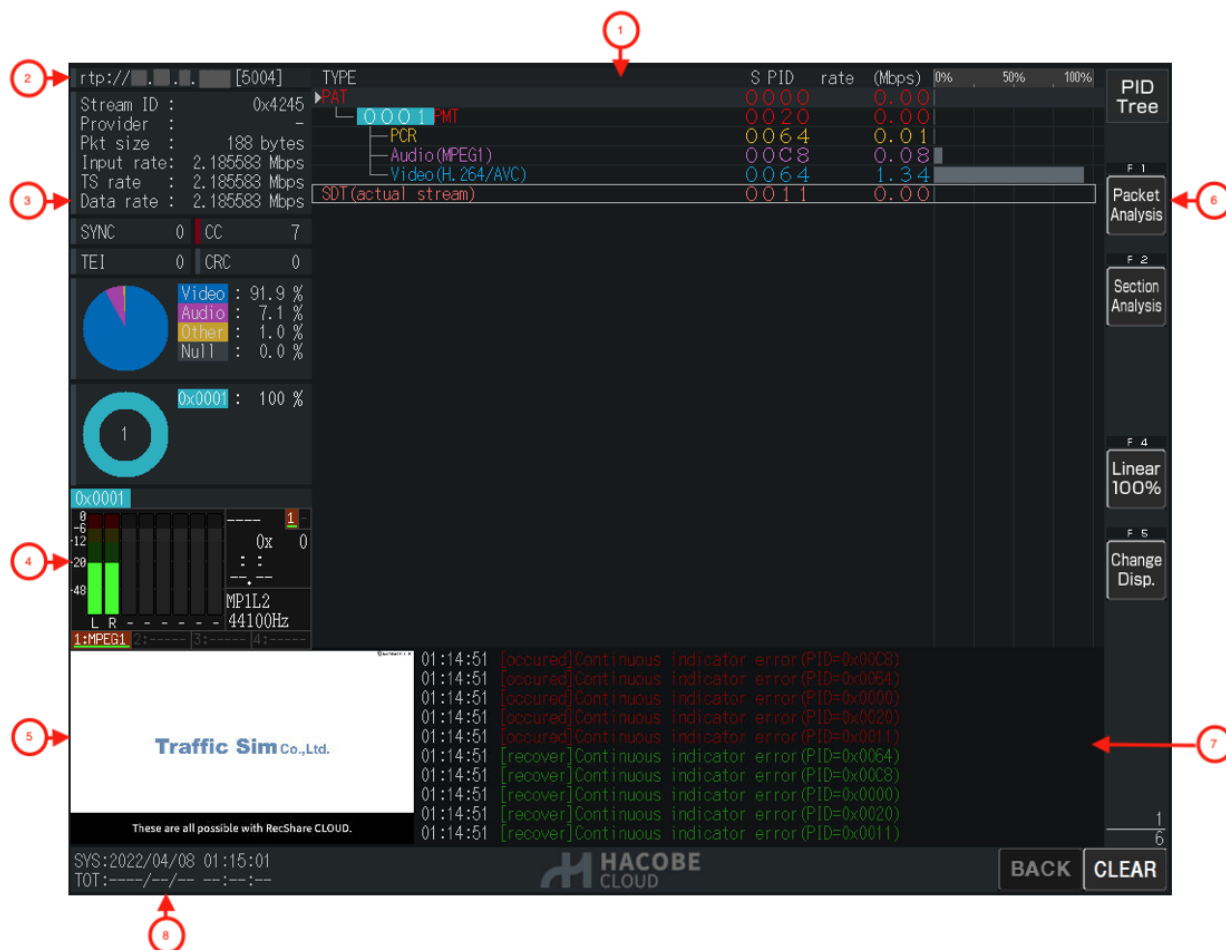 1
2
rtp:// . . . [5004]
TYPE S PID rate (Mbps) 0% 50% 100%
PID Tree
Stream ID : 0x4245
Provider : -
Pkt size : 188 bytes
Input rate: 2.185583 Mbps
TS rate : 2.185583 Mbps
Data rate : 2.185583 Mbps
3
PAT 0000 0.00
0001 PMT 0020 0.00
PCR 0064 0.01
Audio(MPEG1) 00C8 0.08
Video(H.264/AVC) 0064 1.34
SDT(actual stream) 0011 0.00
F 1
Packet
Analysis
6
SYNC 0 CC 7
TEI 0 CRC 0
F 2
Section
Analysis
Video : 91.9 %
Audio : 7.1 %
Other : 1.0 %
Null : 0.0 %
1
0x0001 : 100 %
F 4
Linear
100%
0x0001
0
-6
-12
-20
-48
---- 1 -
0x 0
: :
--.--
MP1L2
44100Hz
L R - - - - - -
1:MPEG1 2:----- 3:----- 4:-----
4
F 5
Change
Disp.
5
Traffic Sim Co.,Ltd.
These are all possible with RecShare CLOUD.
01:14:51 [occured]Continuous indicator error(PID=0x00C8)
01:14:51 [occured]Continuous indicator error(PID=0x0064)
01:14:51 [occured]Continuous indicator error(PID=0x0000)
01:14:51 [occured]Continuous indicator error(PID=0x0020)
01:14:51 [occured]Continuous indicator error(PID=0x0011)
01:14:51 [recover]Continuous indicator error(PID=0x0064)
01:14:51 [recover]Continuous indicator error(PID=0x00C8)
01:14:51 [recover]Continuous indicator error(PID=0x0000)
01:14:51 [recover]Continuous indicator error(PID=0x0020)
01:14:51 [recover]Continuous indicator error(PID=0x0011)
7
1
6
SYS:2022/04/08 01:15:01
TOT:----/--/-- --:--:--
HACOBE
CLOUD
BACK CLEAR
8